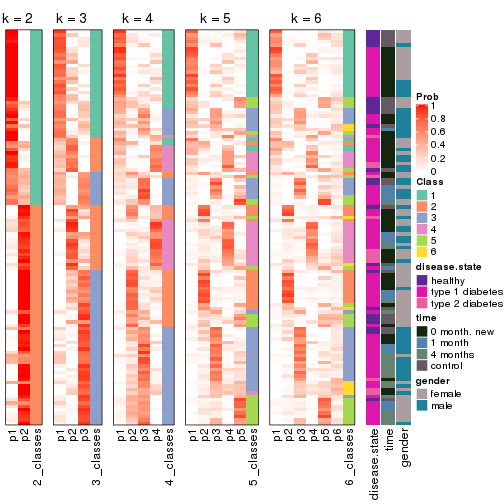 k = 2 k = 3 k = 4 k = 5 k = 6
Prob
1
0.8
0.6
0.4
0.2
0
Class
1
2
3
4
5
6
disease.state
healthy
type 1 diabetes
type 2 diabetes
time
0 month. new
1 month
4 months
control
gender
female
male
p1 p2 2_classes p1 p2 p3 3_classes p1 p2 p3 p4 4_classes p1 p2 p3 p4 p5 5_classes p1 p2 p3 p4 p5 p6 6_classes disease.state time gender